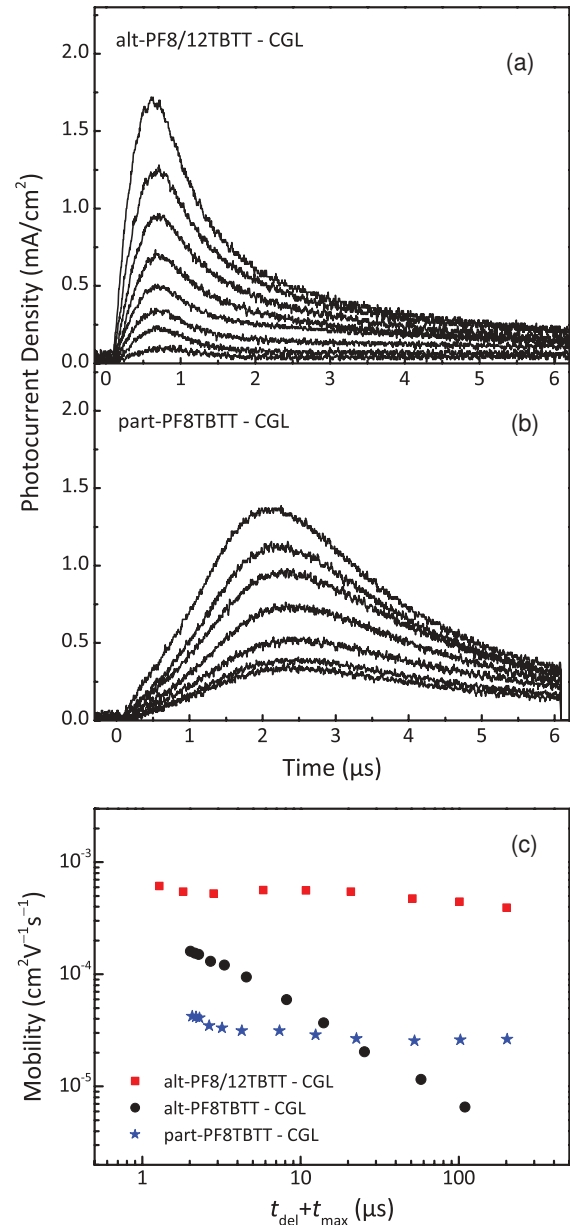 alt-PF8/12TBTT - CGL
(a)
2.0
1.5
1.0
0.5
0.0
0 1 2 3 4 5 6
Photocurrent Density (mA/cm²)
part-PF8TBTT - CGL
(b)
2.0
1.5
1.0
0.5
0.0
0 1 2 3 4 5 6
Time (µs)
(c)
10⁻³
10⁻⁴
10⁻⁵
Mobility (cm²V⁻¹s⁻¹)
alt-PF8/12TBTT - CGL
alt-PF8TBTT - CGL
part-PF8TBTT - CGL
1 10 100
t_del+t_max (µs)